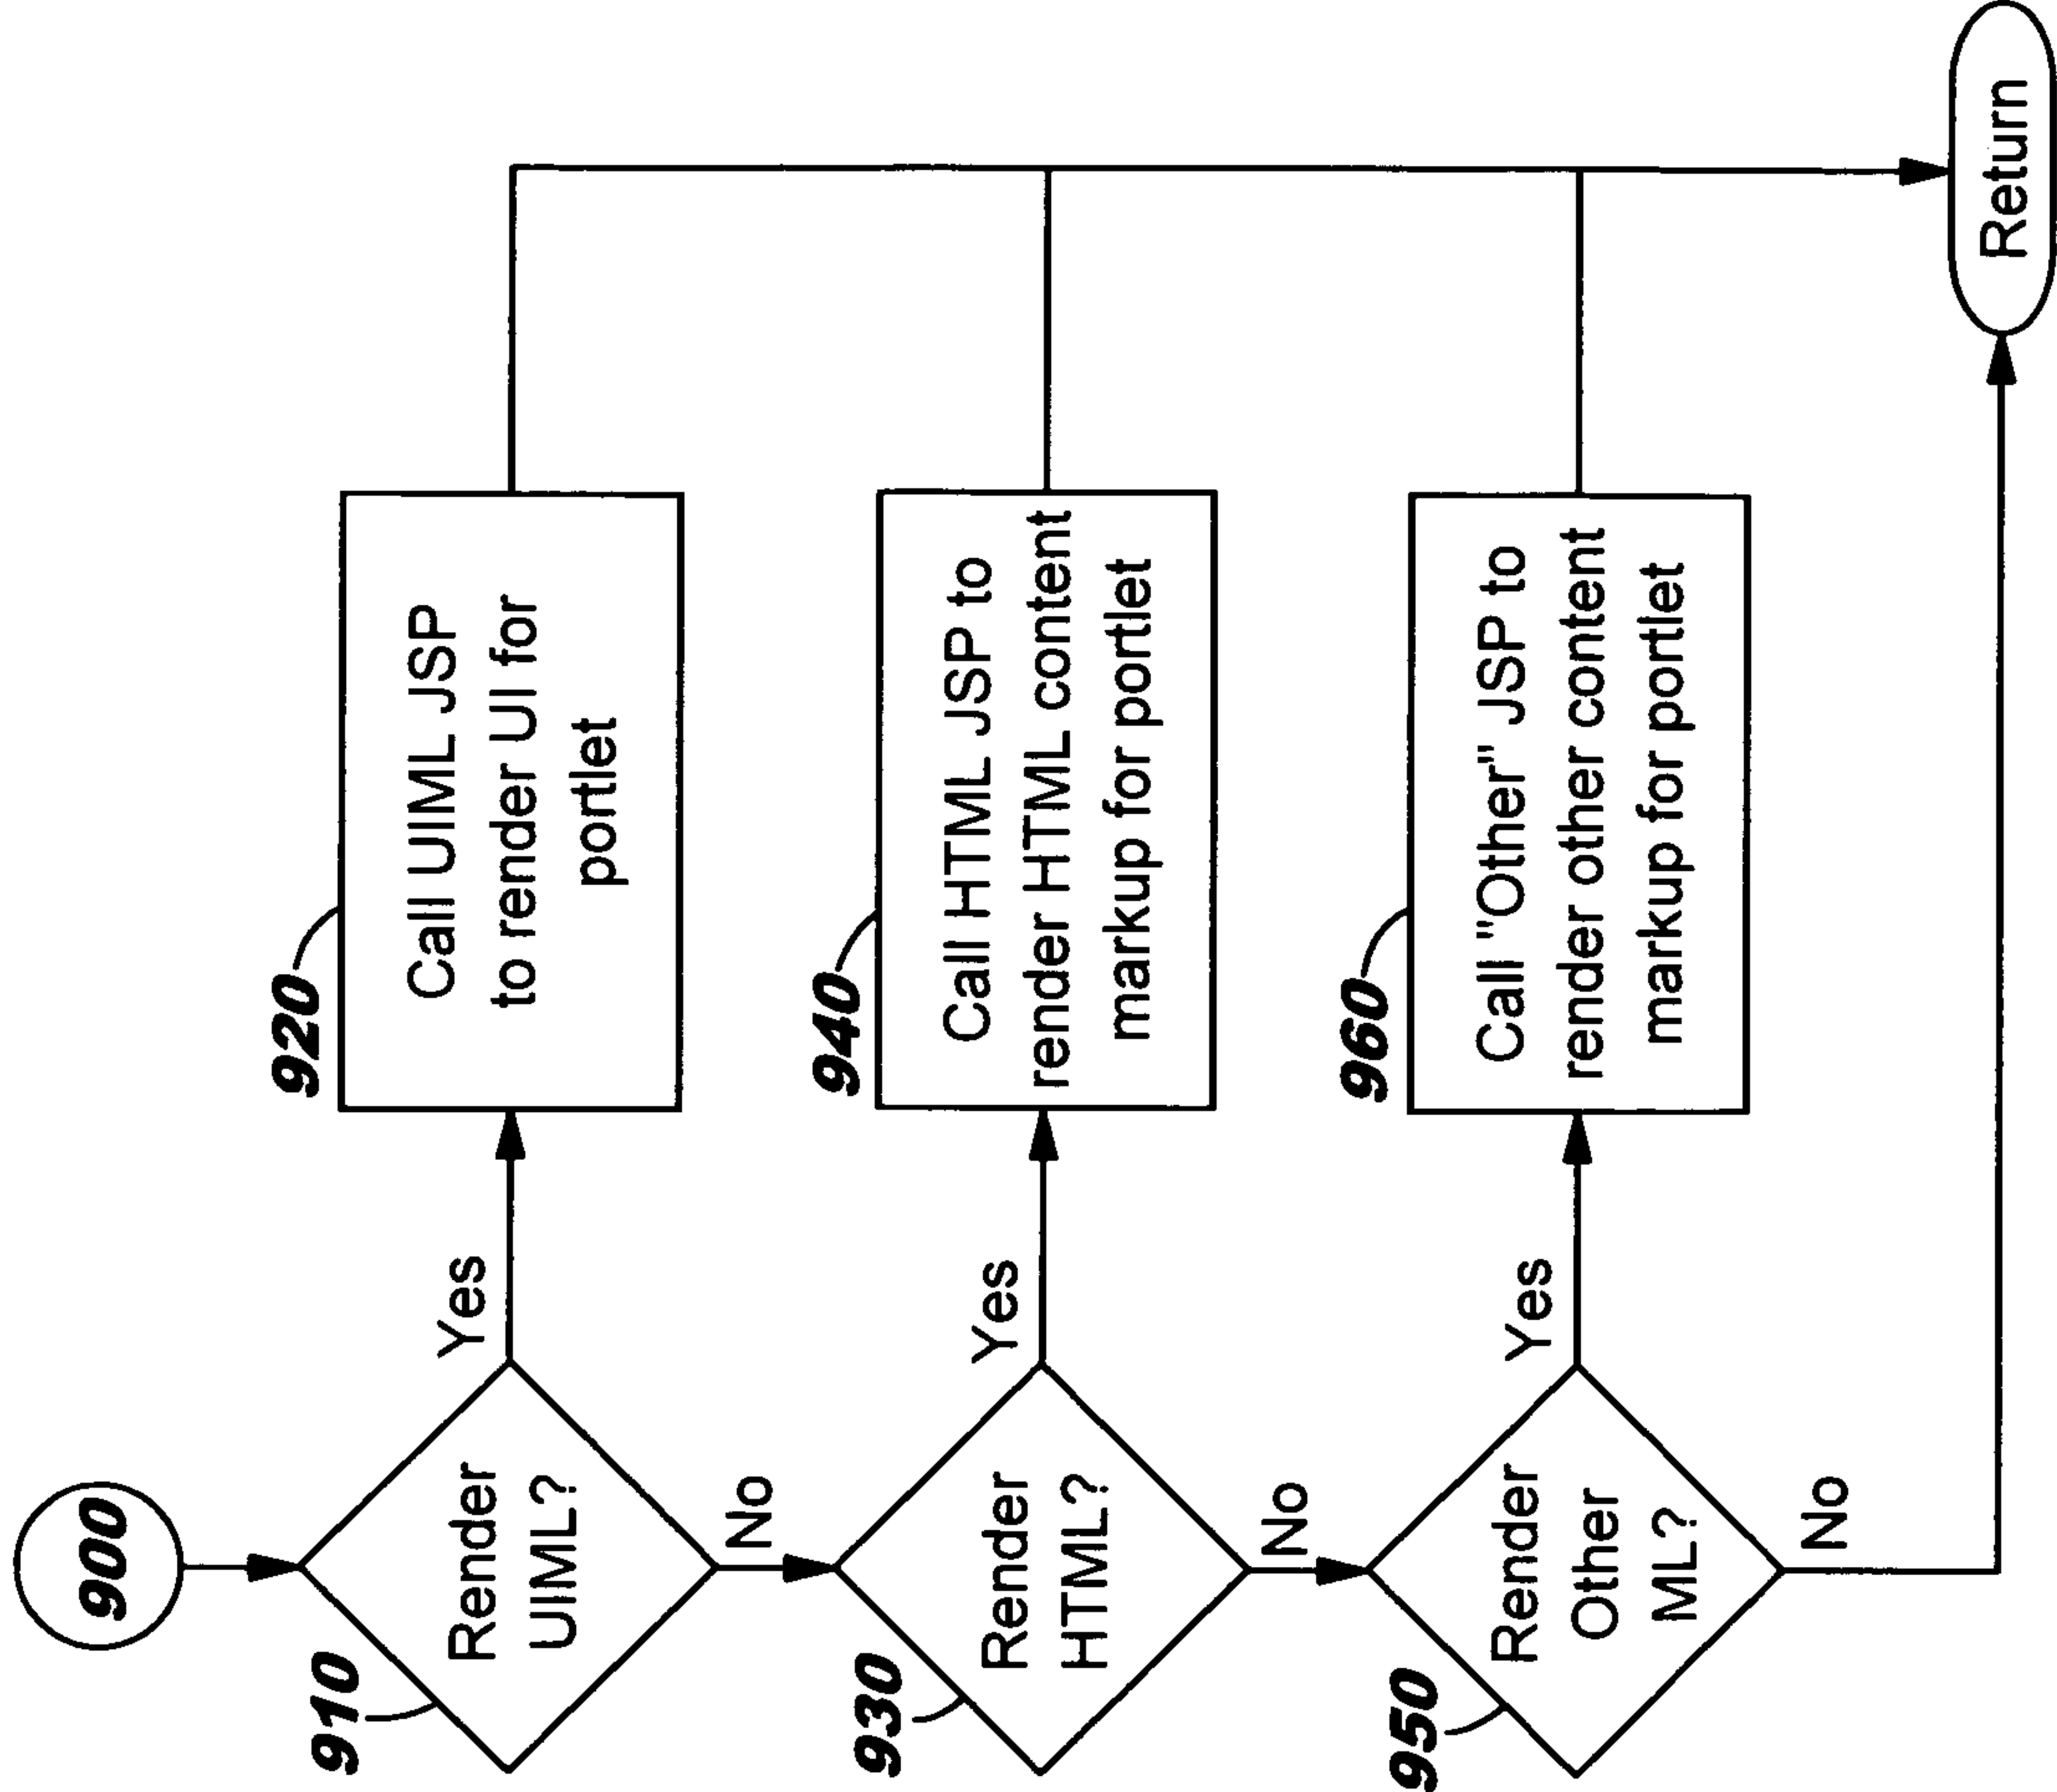 900
910
Render
UIML?
Yes
920
Call UIML JSP
to render UI for
portlet
No
930
Render
HTML?
Yes
940
Call HTML JSP to
render HTML content
markup for portlet
No
950
Render
Other
ML?
Yes
960
Call "Other" JSP to
render other content
markup for portlet
No
Return